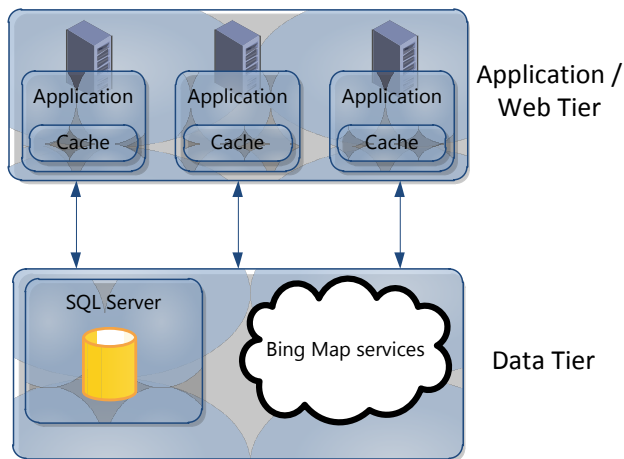 Application
Application
Application
Cache
Cache
Cache
Application /
Web Tier
SQL Server
Bing Map services
Data Tier